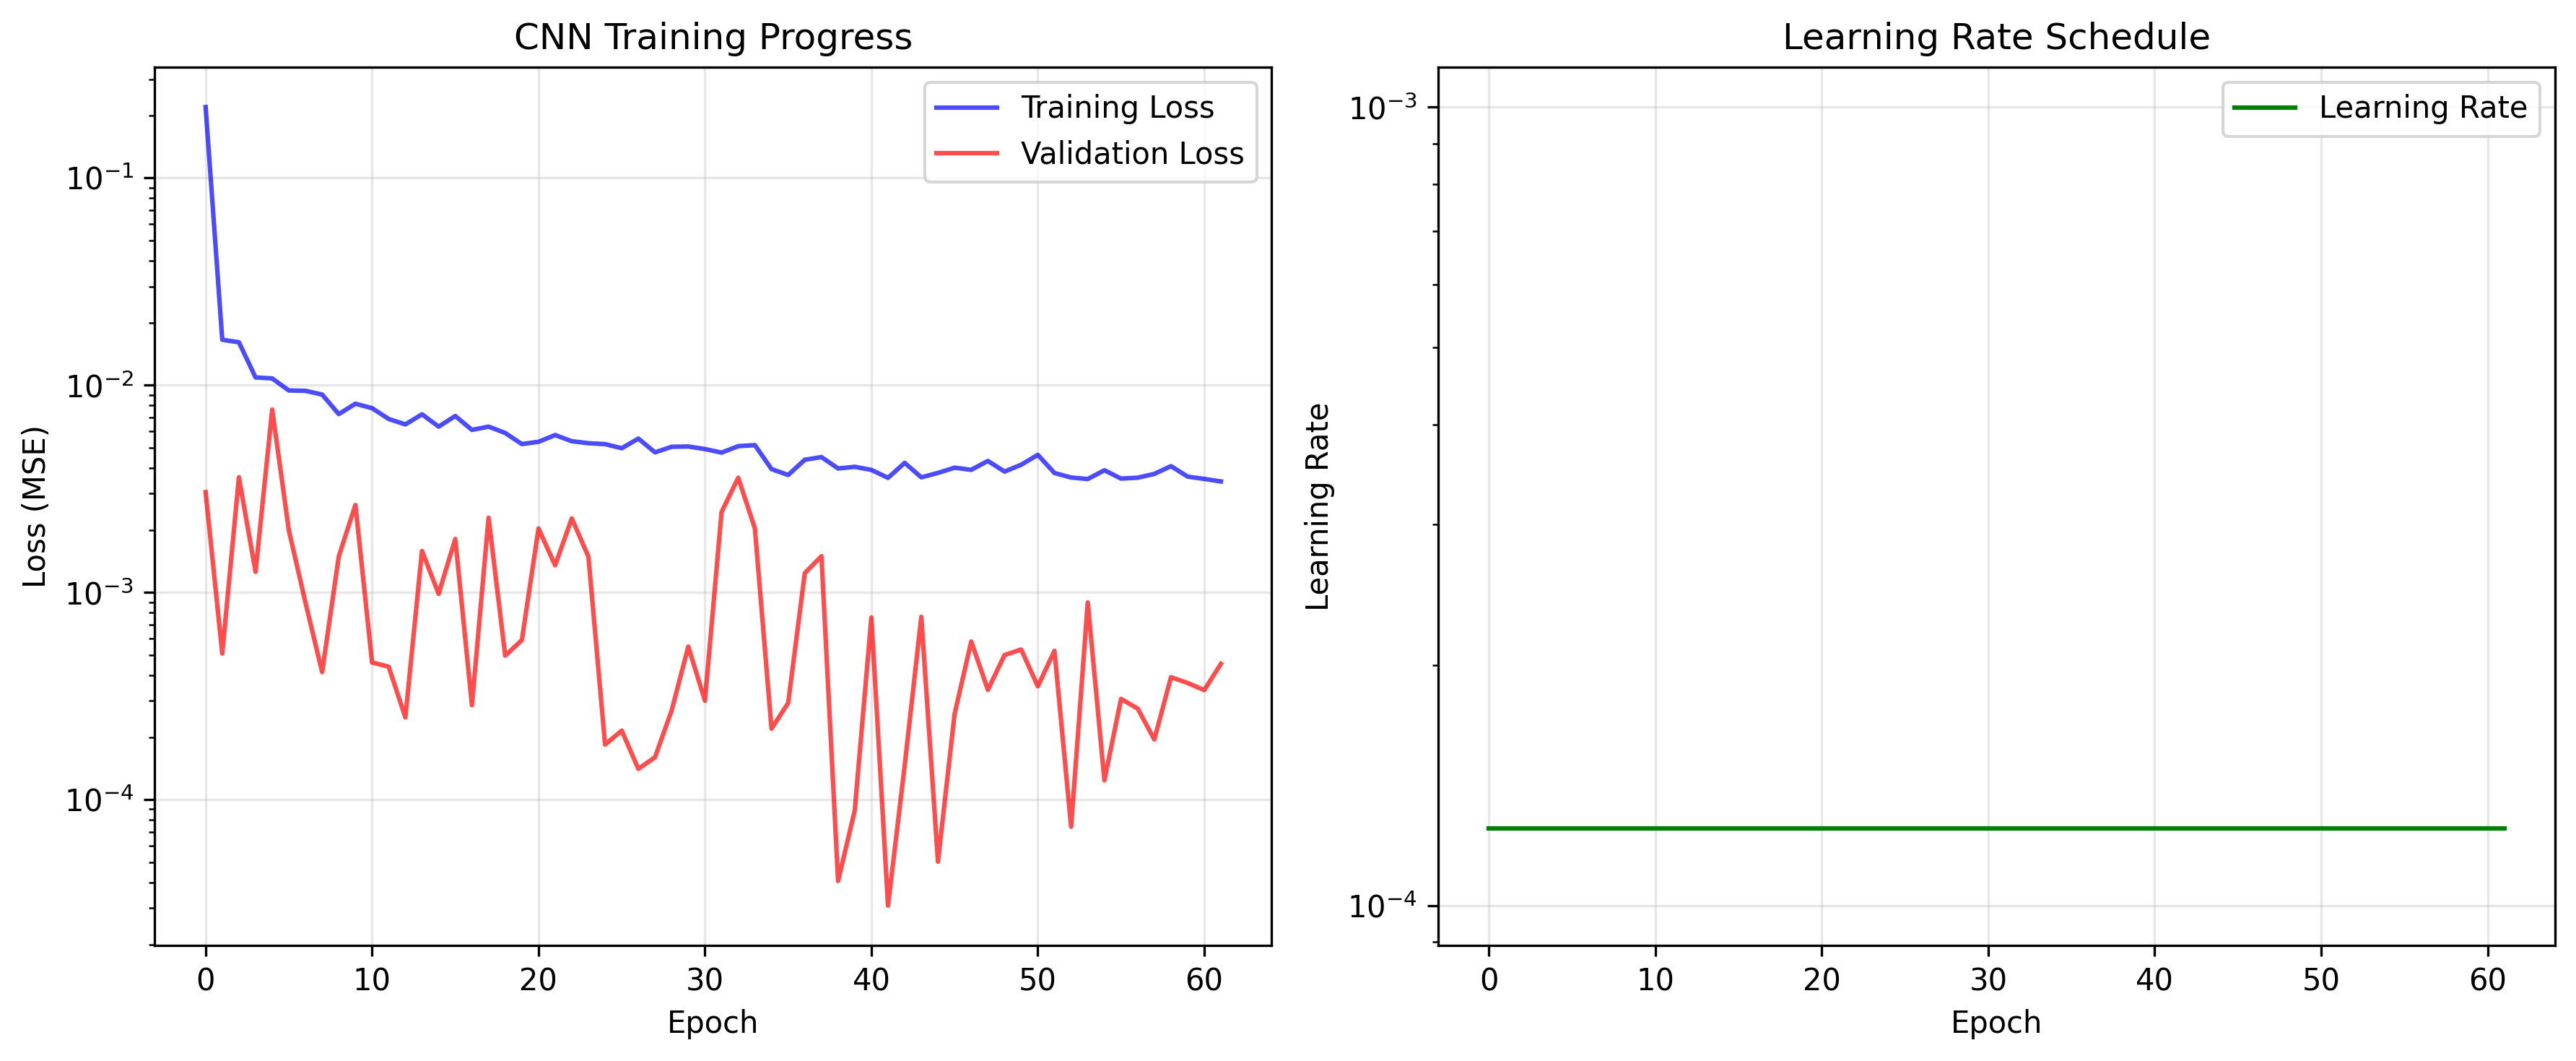 CNN Training Progress
Training Loss
Validation Loss
10⁻¹
10⁻²
10⁻³
10⁻⁴
Loss (MSE)
0 10 20 30 40 50 60
Epoch
Learning Rate Schedule
Learning Rate
10⁻³
10⁻⁴
Learning Rate
0 10 20 30 40 50 60
Epoch